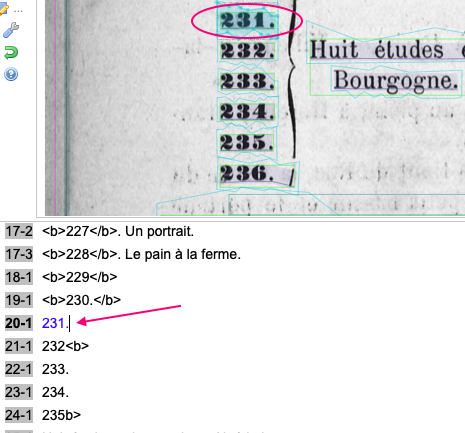 ...
231.
232.
233.
234.
235.
236.
Huit études
Bourgogne.
17-2 <b>227</b>. Un portrait.
17-3 <b>228</b>. Le pain à la ferme.
18-1 <b>229</b>
19-1 <b>230.</b>
20-1 231.
21-1 232<b>
22-1 233.
23-1 234.
24-1 235b>